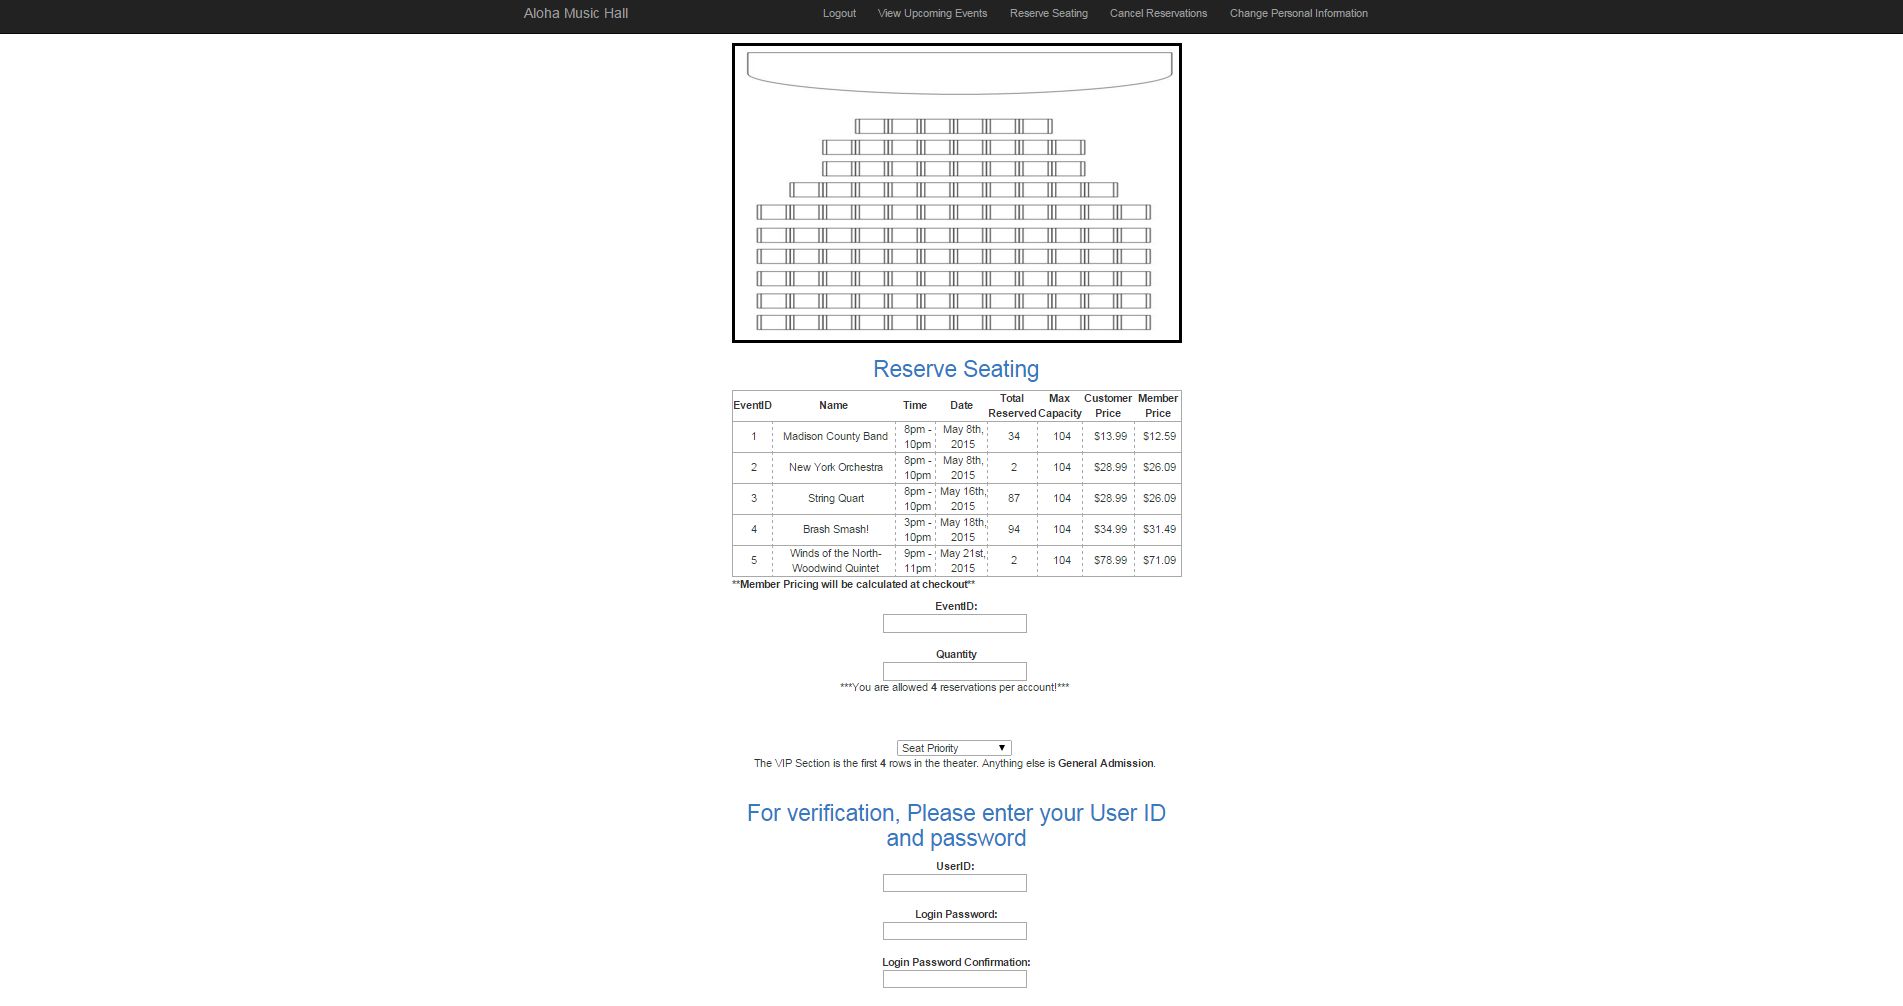 Aloha Music Hall Logout View Upcoming Events Reserve Seating Cancel Reservations Change Personal Information
Reserve Seating
EventID Name Time Date Total Reserved Max Capacity Customer Price Member Price
1 Madison County Band 8pm - 10pm May 8th, 2015 34 104 $13.99 $12.59
2 New York Orchestra 8pm - 10pm May 8th, 2015 2 104 $28.99 $26.09
3 String Quart 8pm - 10pm May 16th, 2015 87 104 $28.99 $26.09
4 Brash Smash! 3pm - 10pm May 18th, 2015 94 104 $34.99 $31.49
5 Winds of the North- Woodwind Quintet 9pm - 11pm May 21st, 2015 2 104 $78.99 $71.09
**Member Pricing will be calculated at checkout**
EventID:
Quantity
***You are allowed 4 reservations per account!***
Seat Priority
The VIP Section is the first 4 rows in the theater. Anything else is General Admission.
For verification, Please enter your User ID
and password
UserID:
Login Password:
Login Password Confirmation: